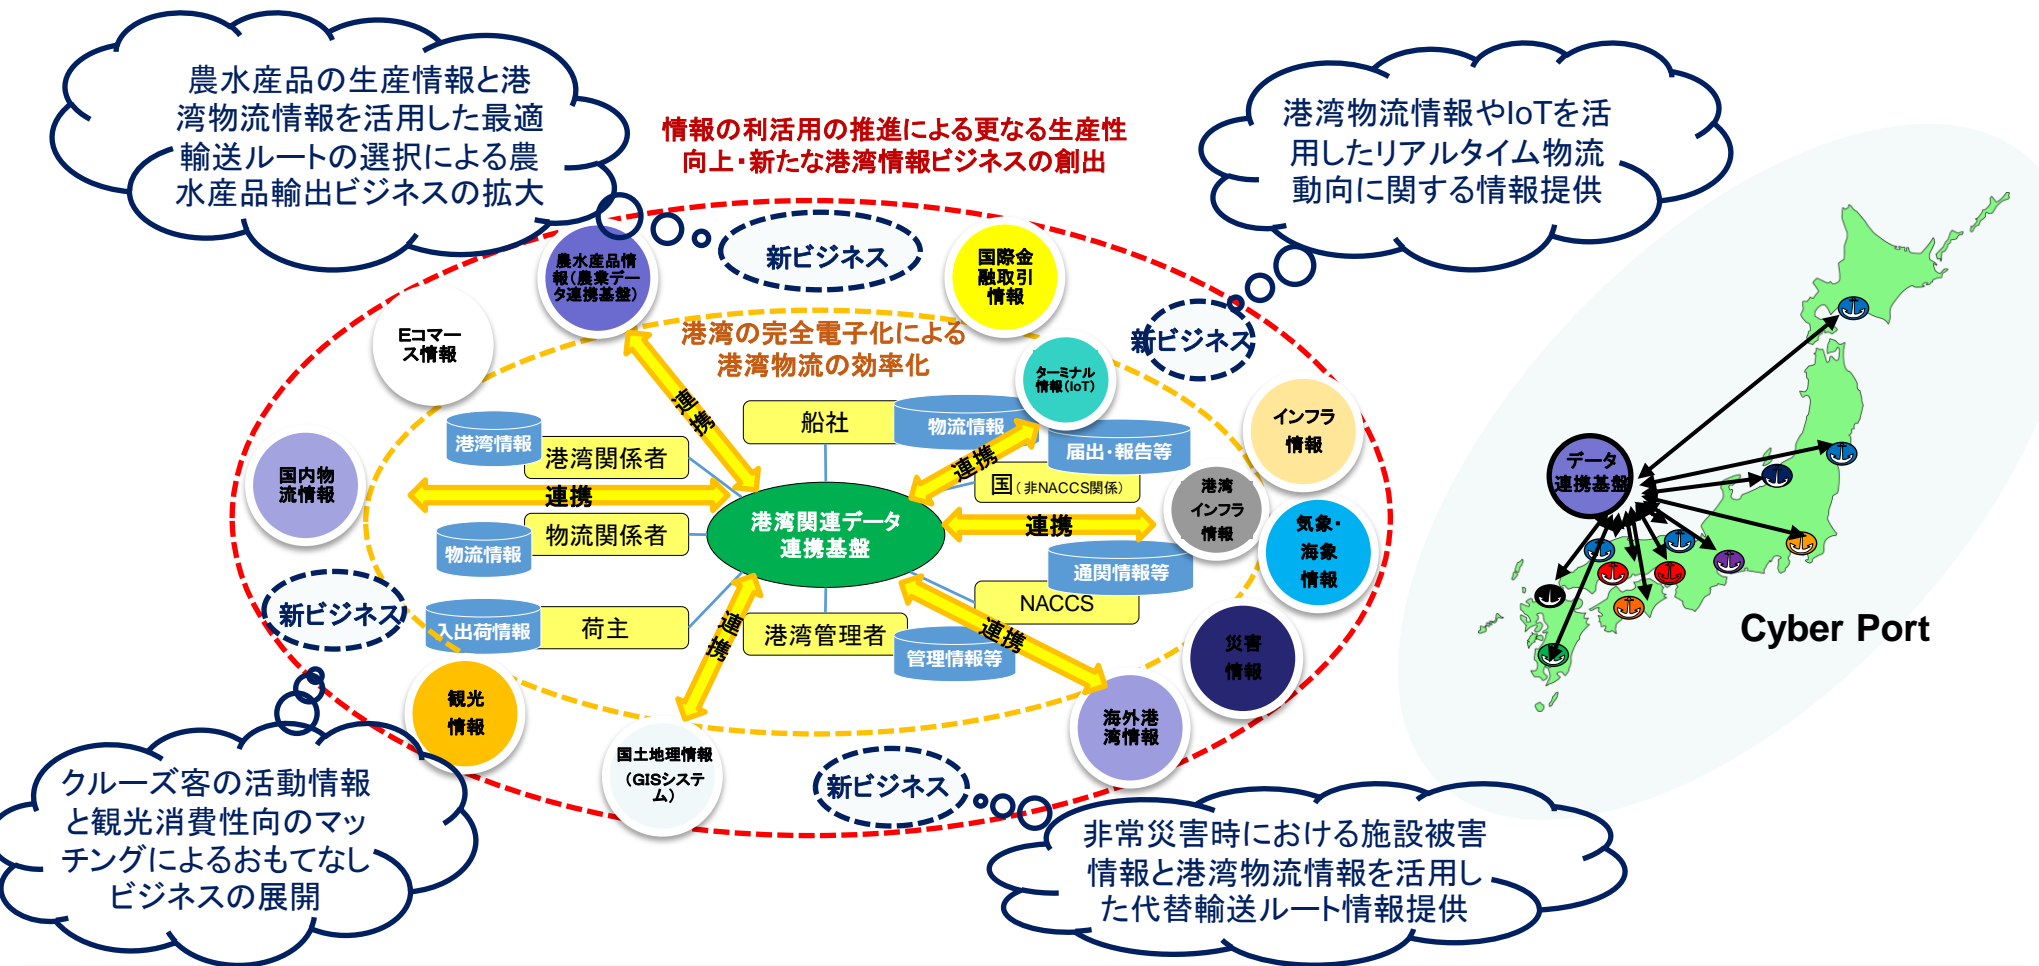 農水産品の生産情報と港
湾物流情報を活用した最適
輸送ルートの選択による農
水産品輸出ビジネスの拡大
情報の利活用の推進による更なる生産性
向上・新たな港湾情報ビジネスの創出
港湾物流情報やIoTを活
用したリアルタイム物流
動向に関する情報提供
新ビジネス
農水産品情
報(農業デー
タ連携基盤)
国際金
融取引
情報
新ビジネス
Eコマー
ス情報
港湾の完全電子化による
港湾物流の効率化
ターミナル
情報(IoT)
連携
船社
物流情報
インフラ
情報
港湾情報
港湾関係者
連携
届出・報告等
国(非NACCS関係)
国内物
流情報
連携
港湾関連データ
連携基盤
連携
港湾
インフラ
情報
気象・
海象
情報
物流情報
物流関係者
通関情報等
NACCS
新ビジネス
入出荷情報
荷主
連携
港湾管理者
管理情報等
連携
災害
情報
観光
情報
国土地理情報
(GISシステ
ム)
海外港
湾情報
新ビジネス
クルーズ客の活動情報
と観光消費性向のマッ
チングによるおもてなし
ビジネスの展開
非常災害時における施設被害
情報と港湾物流情報を活用し
た代替輸送ルート情報提供
データ
連携基盤
Cyber Port